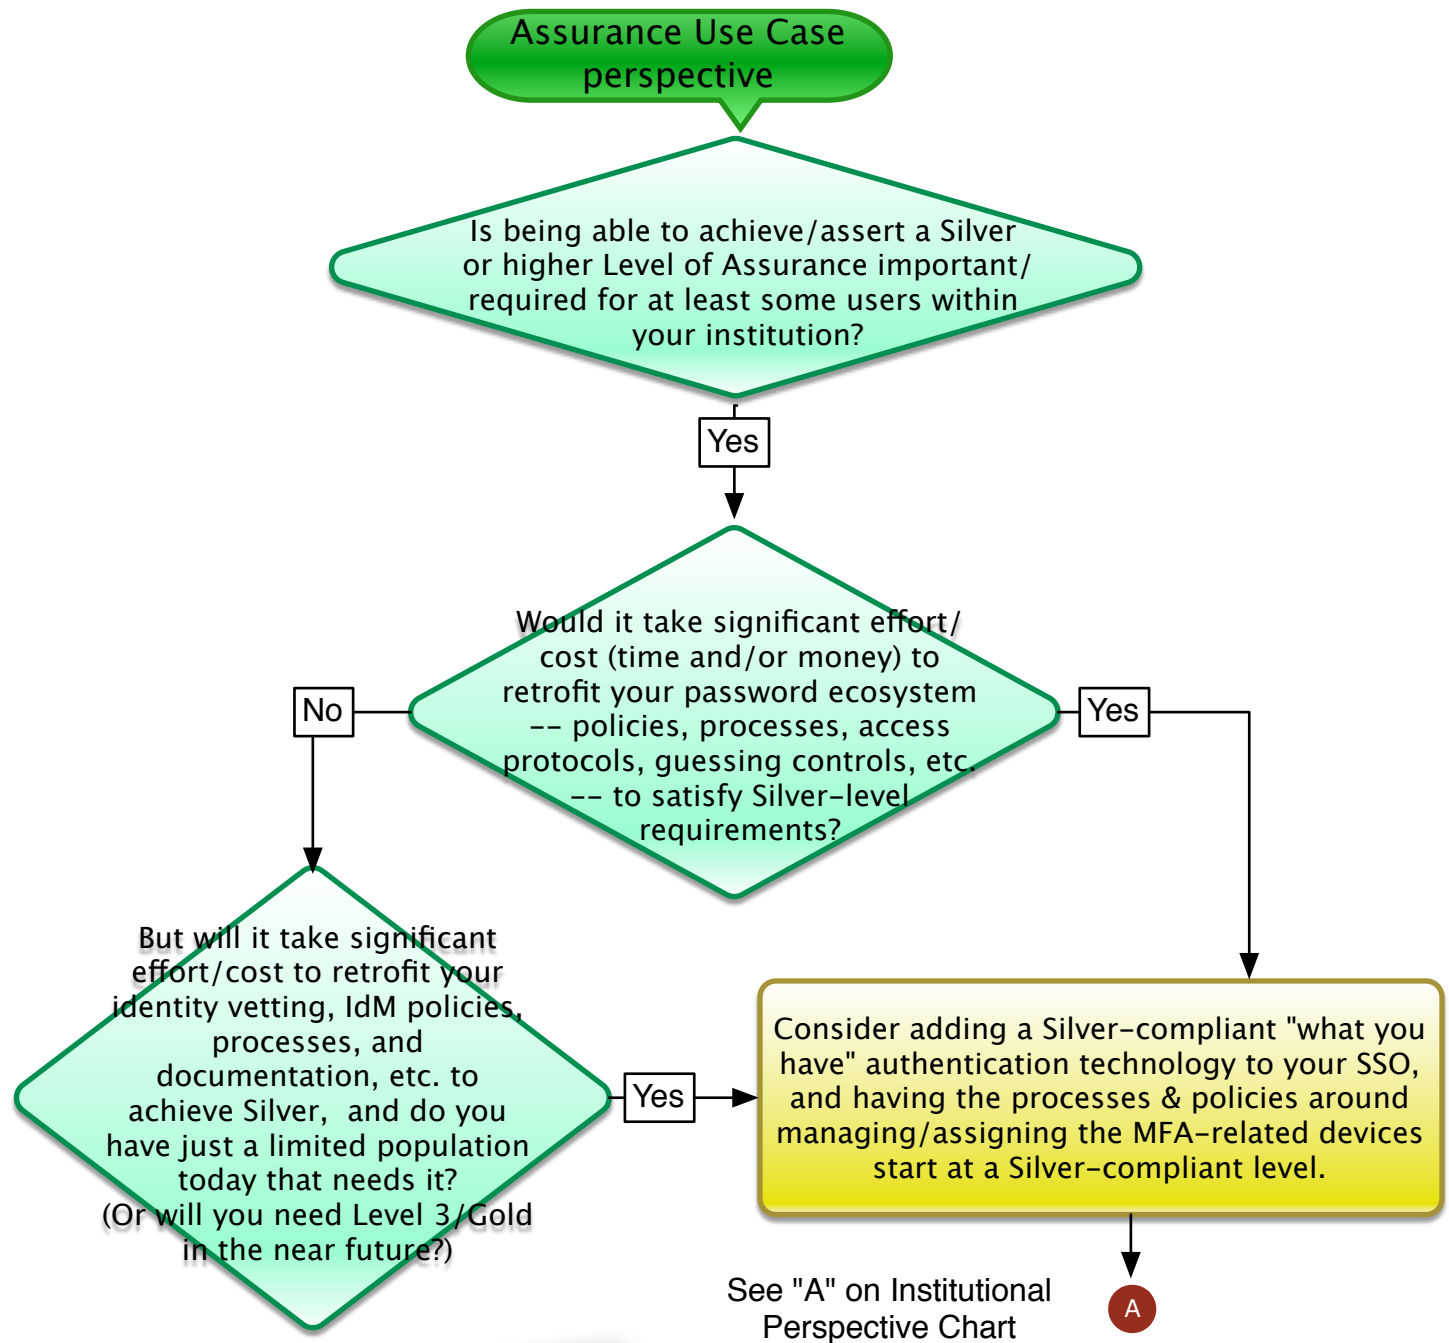 Assurance Use Case
perspective
Is being able to achieve/assert a Silver
or higher Level of Assurance important/
required for at least some users within
your institution?
Yes
Would it take significant effort/
cost (time and/or money) to
retrofit your password ecosystem
-- policies, processes, access
protocols, guessing controls, etc.
-- to satisfy Silver-level
requirements?
No
Yes
But will it take significant
effort/cost to retrofit your
identity vetting, IdM policies,
processes, and
documentation, etc. to
achieve Silver,  and do you
have just a limited population
today that needs it?
(Or will you need Level 3/Gold
in the near future?)
Yes
Consider adding a Silver-compliant "what you
have" authentication technology to your SSO,
and having the processes & policies around
managing/assigning the MFA-related devices
start at a Silver-compliant level.
See "A" on Institutional
Perspective Chart
A